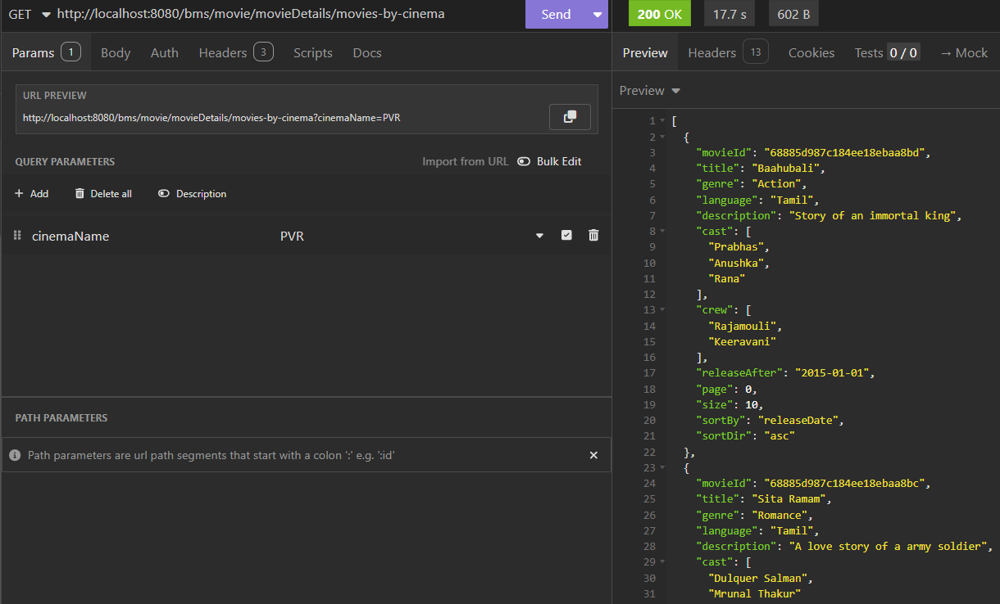 GET http://localhost:8080/bms/movie/movieDetails/movies-by-cinema Send
Params 1 Body Auth Headers 3 Scripts Docs
URL PREVIEW
http://localhost:8080/bms/movie/movieDetails/movies-by-cinema?cinemaName=PVR
QUERY PARAMETERS Import from URL Bulk Edit
+ Add Delete all Description
cinemaName PVR
PATH PARAMETERS
Path parameters are url path segments that start with a colon ':' e.g. ':id'
200 OK 17.7 s 602 B
Preview Headers 13 Cookies Tests 0 / 0 → Mock
Preview
1 [
2 {
3 "movieId": "68885d987c184ee18ebaa8bd",
4 "title": "Baahubali",
5 "genre": "Action",
6 "language": "Tamil",
7 "description": "Story of an immortal king",
8 "cast": [
9 "Prabhas",
10 "Anushka",
11 "Rana"
12 ],
13 "crew": [
14 "Rajamouli",
15 "Keeravani"
16 ],
17 "releaseAfter": "2015-01-01",
18 "page": 0,
19 "size": 10,
20 "sortBy": "releaseDate",
21 "sortDir": "asc"
22 },
23 {
24 "movieId": "68885d987c184ee18ebaa8bc",
25 "title": "Sita Ramam",
26 "genre": "Romance",
27 "language": "Tamil",
28 "description": "A love story of a army soldier",
29 "cast": [
30 "Dulquer Salman",
31 "Mrunal Thakur"